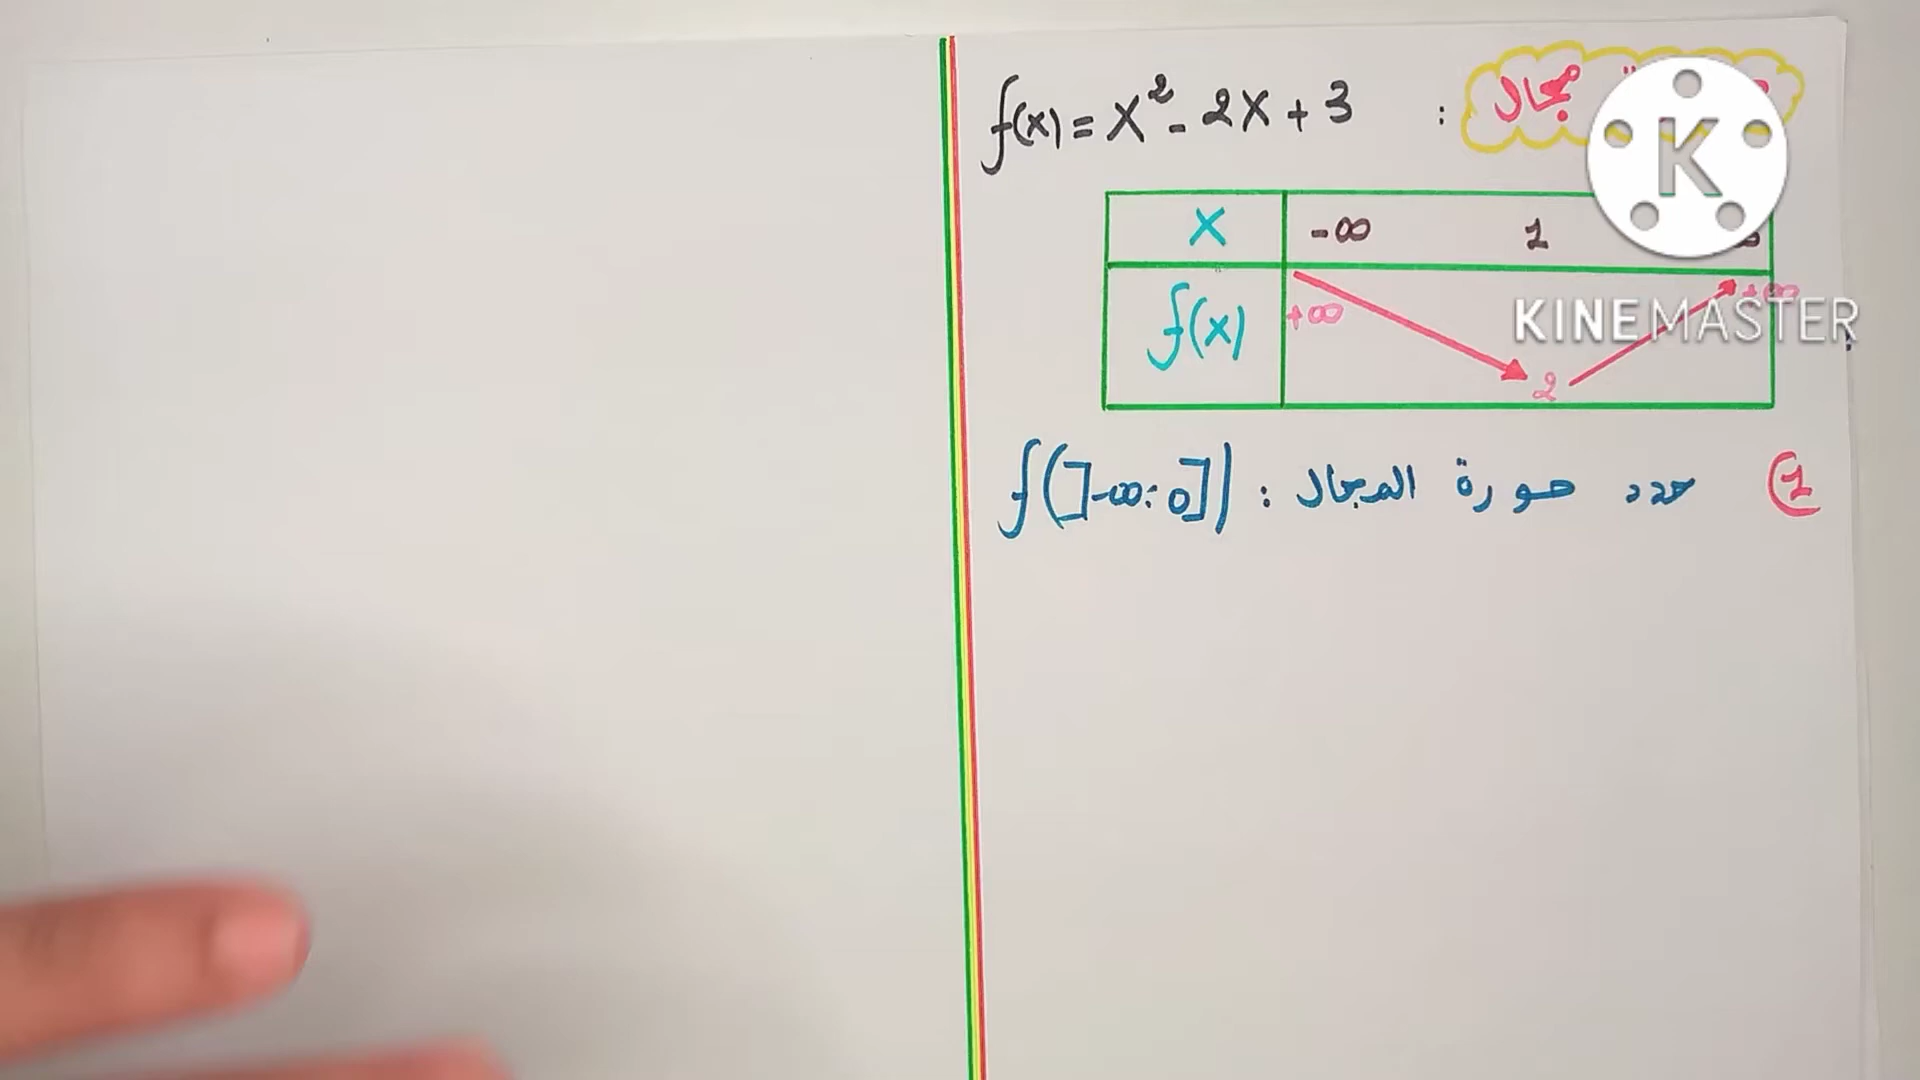 f(x) = x² - 2x + 3 : مجال
x -∞ 1
f(x) +∞ 2 +∞
1) حدد صورة المجال : f(]-∞; 0])
K
KINEMASTER